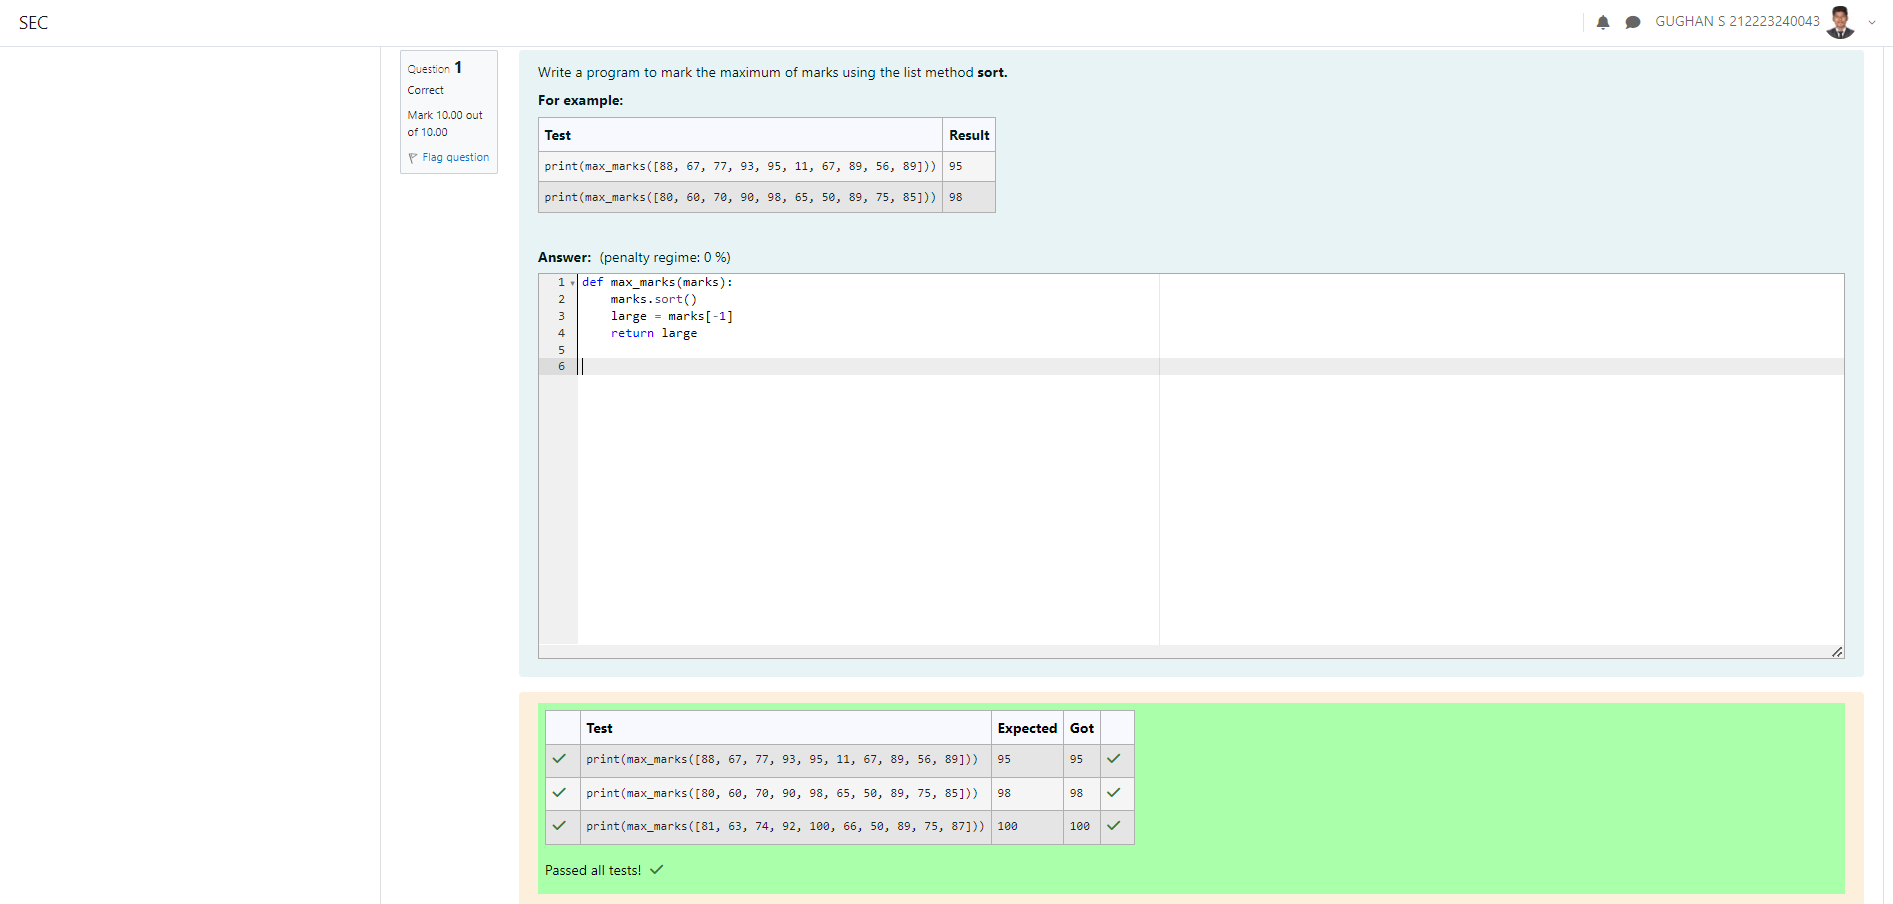 SEC
GUGHAN S 212223240043
Question 1
Correct
Mark 10.00 out
of 10.00
Flag question
Write a program to mark the maximum of marks using the list method sort.
For example:
Test Result
print(max_marks([88, 67, 77, 93, 95, 11, 67, 89, 56, 89])) 95
print(max_marks([80, 60, 70, 90, 98, 65, 50, 89, 75, 85])) 98
Answer: (penalty regime: 0 %)
1 def max_marks(marks):
2     marks.sort()
3     large = marks[-1]
4     return large
5
6
Test Expected Got
print(max_marks([88, 67, 77, 93, 95, 11, 67, 89, 56, 89])) 95 95
print(max_marks([80, 60, 70, 90, 98, 65, 50, 89, 75, 85])) 98 98
print(max_marks([81, 63, 74, 92, 100, 66, 50, 89, 75, 87])) 100 100
Passed all tests!